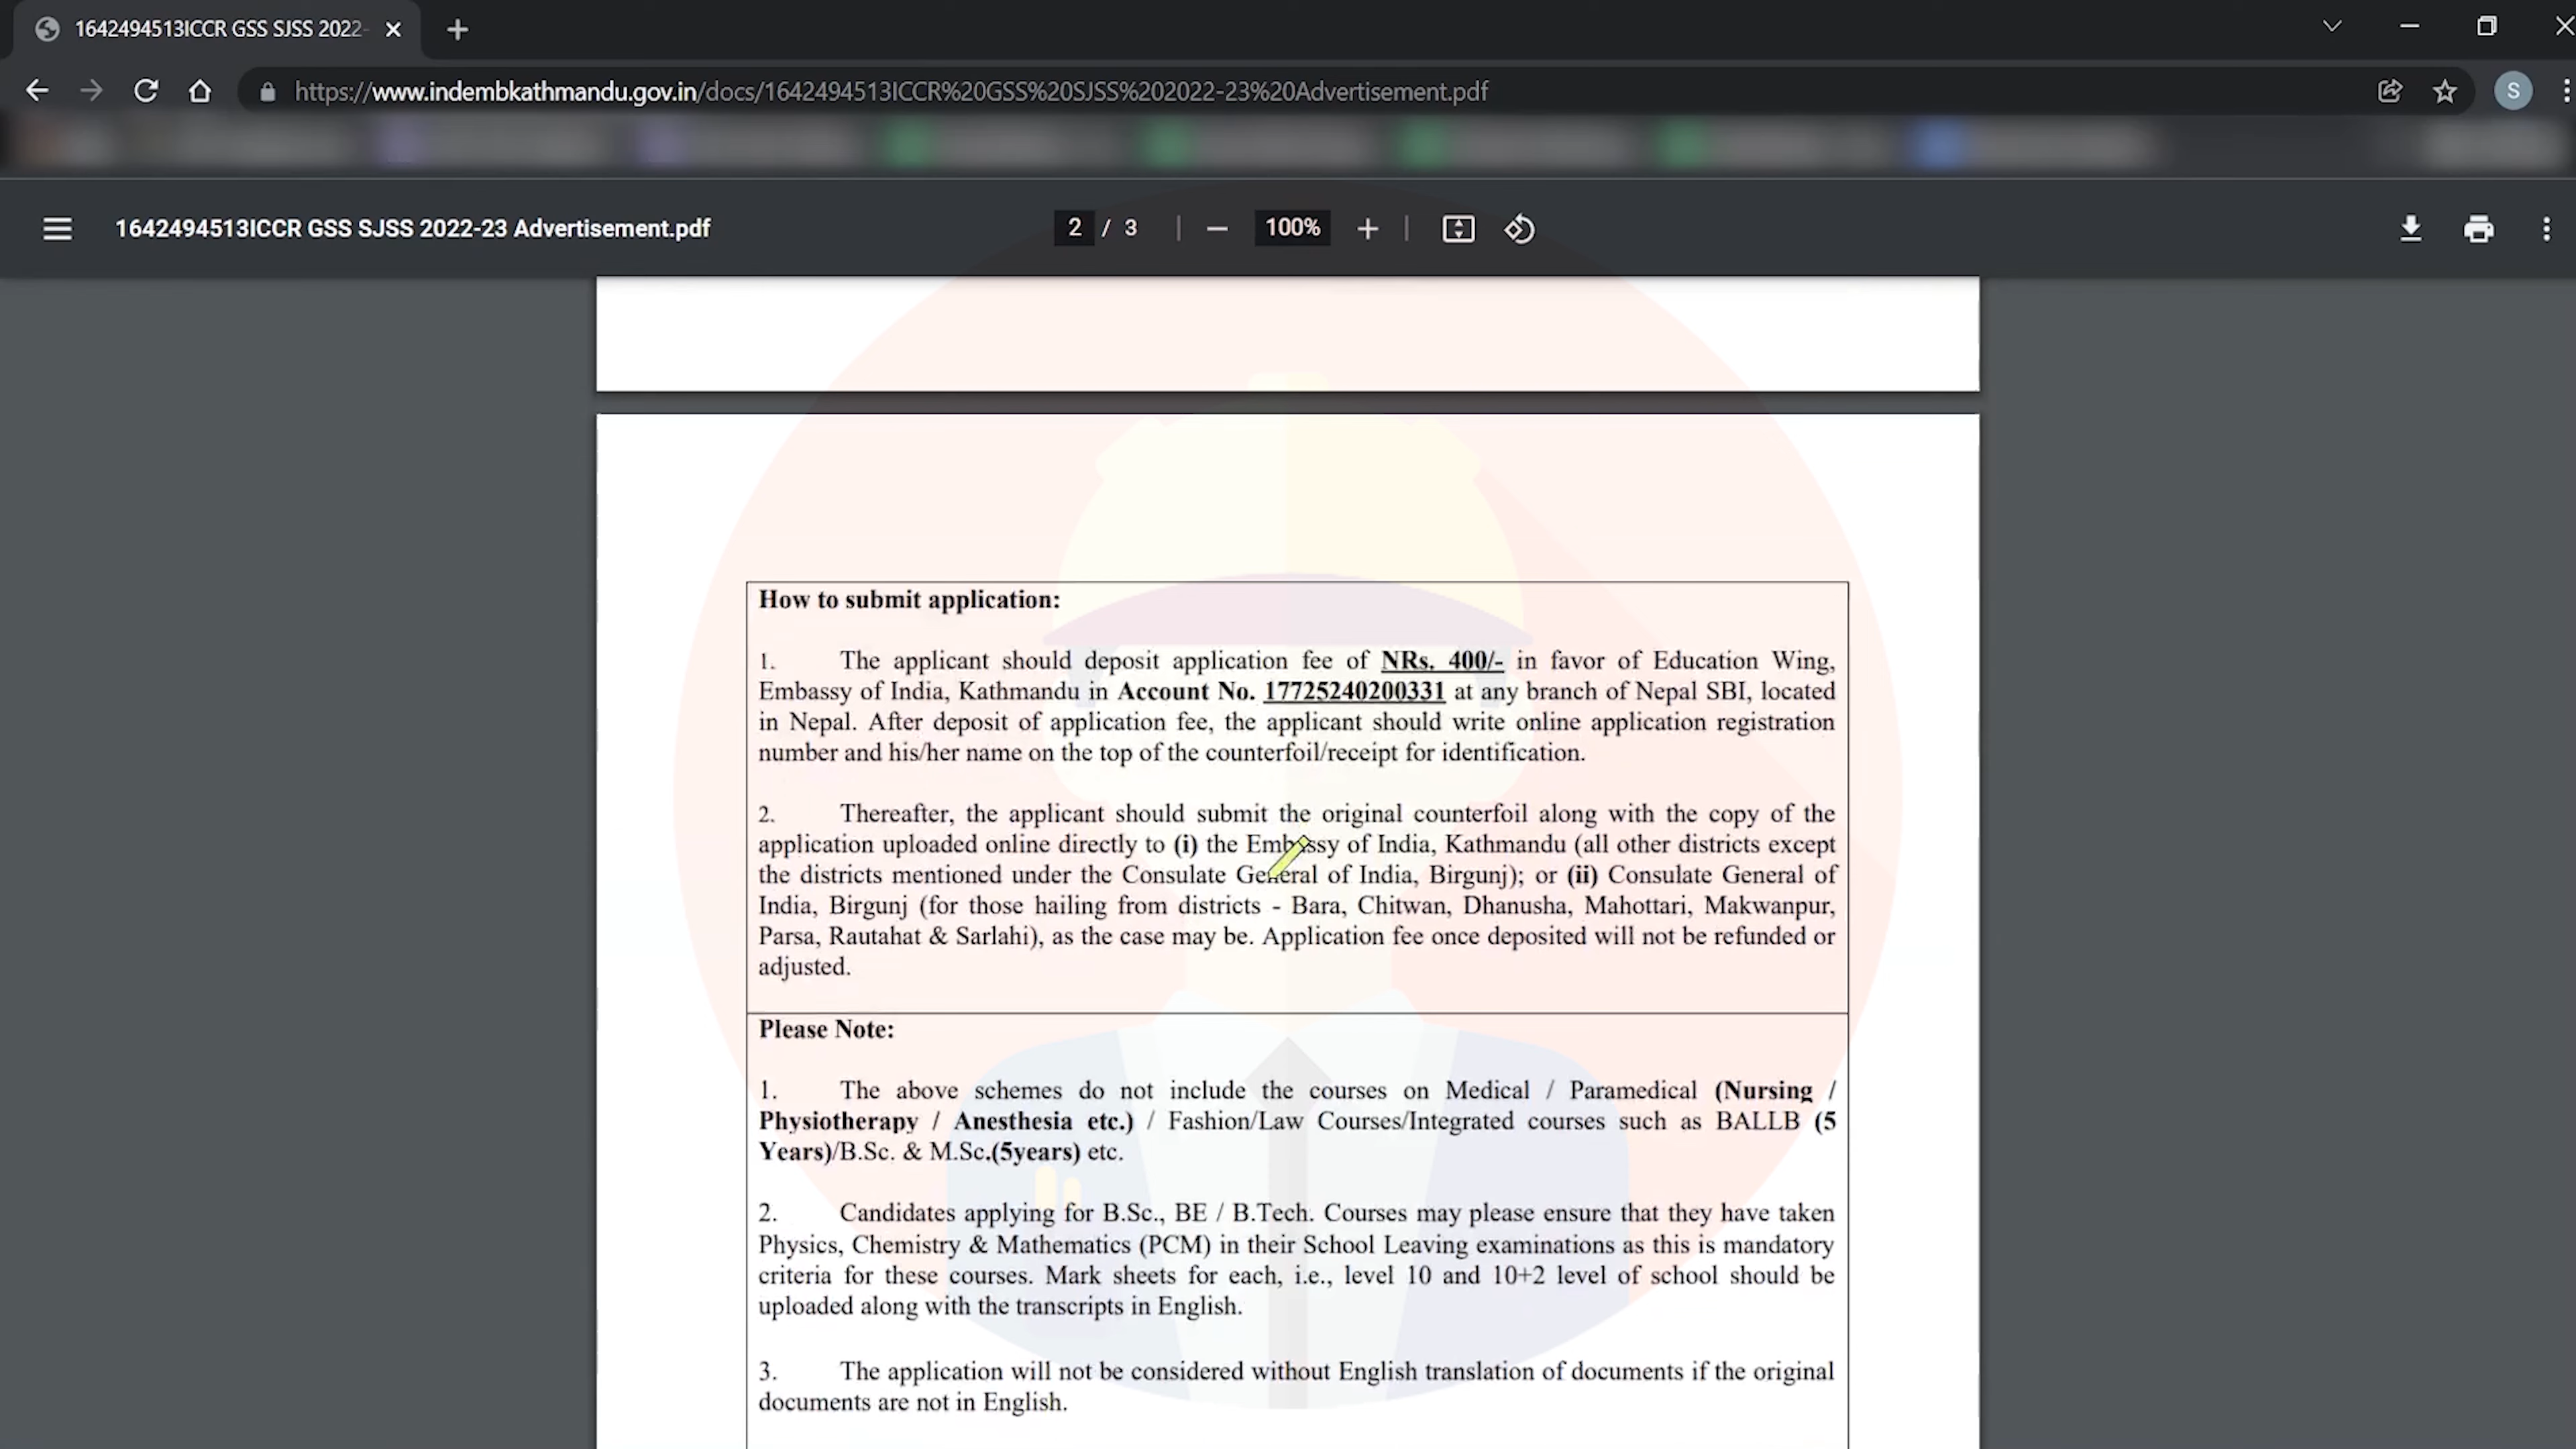 1642494513ICCR GSS SJSS 2022-
https://www.indembkathmandu.gov.in/docs/1642494513ICCR%20GSS%20SJSS%202022-23%20Advertisement.pdf
S
1642494513ICCR GSS SJSS 2022-23 Advertisement.pdf
2 / 3
100%
How to submit application:
1. The applicant should deposit application fee of NRs. 400/- in favor of Education Wing,
Embassy of India, Kathmandu in Account No. 17725240200331 at any branch of Nepal SBI, located
in Nepal. After deposit of application fee, the applicant should write online application registration
number and his/her name on the top of the counterfoil/receipt for identification.
2. Thereafter, the applicant should submit the original counterfoil along with the copy of the
application uploaded online directly to (i) the Embassy of India, Kathmandu (all other districts except
the districts mentioned under the Consulate General of India, Birgunj); or (ii) Consulate General of
India, Birgunj (for those hailing from districts - Bara, Chitwan, Dhanusha, Mahottari, Makwanpur,
Parsa, Rautahat & Sarlahi), as the case may be. Application fee once deposited will not be refunded or
adjusted.
Please Note:
1. The above schemes do not include the courses on Medical / Paramedical (Nursing /
Physiotherapy / Anesthesia etc.) / Fashion/Law Courses/Integrated courses such as BALLB (5
Years)/B.Sc. & M.Sc.(5years) etc.
2. Candidates applying for B.Sc., BE / B.Tech. Courses may please ensure that they have taken
Physics, Chemistry & Mathematics (PCM) in their School Leaving examinations as this is mandatory
criteria for these courses. Mark sheets for each, i.e., level 10 and 10+2 level of school should be
uploaded along with the transcripts in English.
3. The application will not be considered without English translation of documents if the original
documents are not in English.